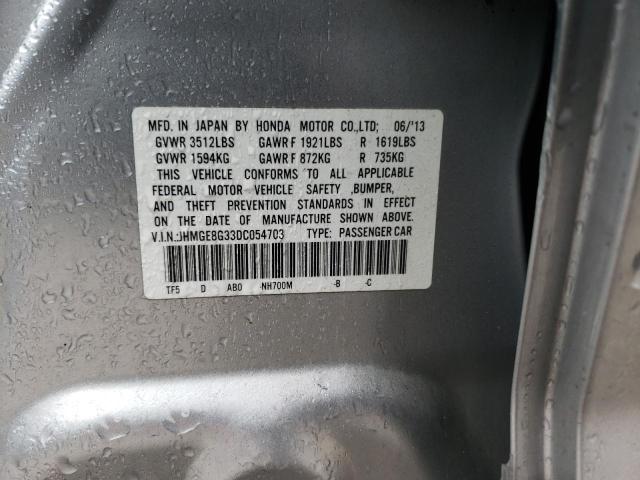 MFD. IN JAPAN BY HONDA MOTOR CO.,LTD; 06/'13
GVWR 3512LBS GAWR F 1921LBS R 1619LBS
GVWR 1594KG GAWR F 872KG R 735KG
THIS VEHICLE CONFORMS TO ALL APPLICABLE
FEDERAL MOTOR VEHICLE SAFETY ,BUMPER,
AND THEFT PREVENTION STANDARDS IN EFFECT
ON THE DATE OF MANUFACTURE SHOWN ABOVE.
V.I.N.:JHMGE8G33DC054703 TYPE: PASSENGER CAR
TF5 D AB0 -NH700M -B -C